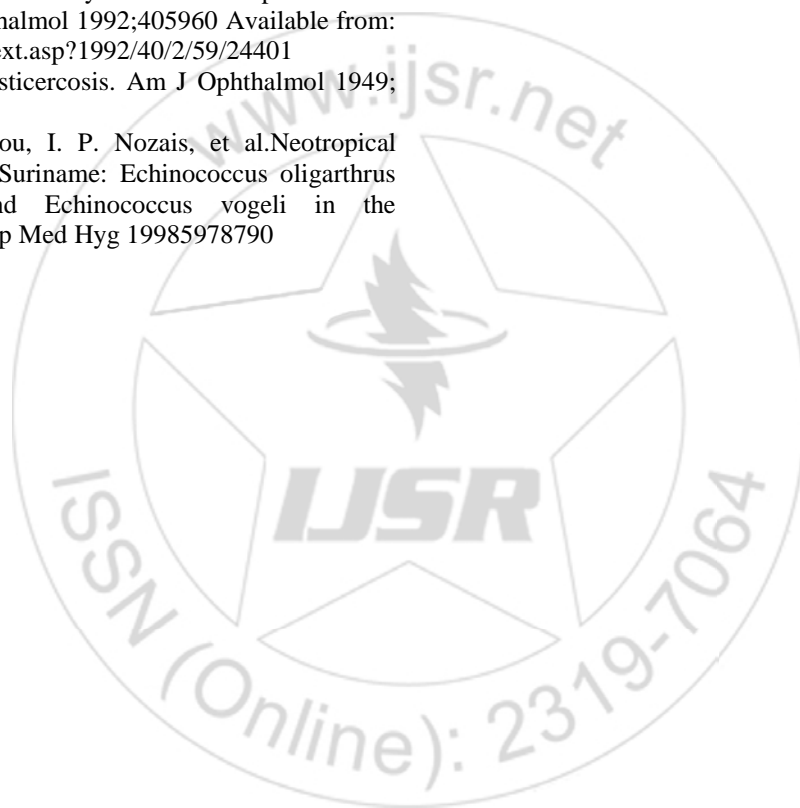 thalmol 1992;405960 Available from:
ext.asp?1992/40/2/59/24401
sticercosis. Am J Ophthalmol 1949;
ou, I. P. Nozais, et al.Neotropical
Suriname: Echinococcus oligarthrus
nd Echinococcus vogeli in the
p Med Hyg 19985978790
www.ijsr.net
IJSR
ISSN (Online): 2319-7064